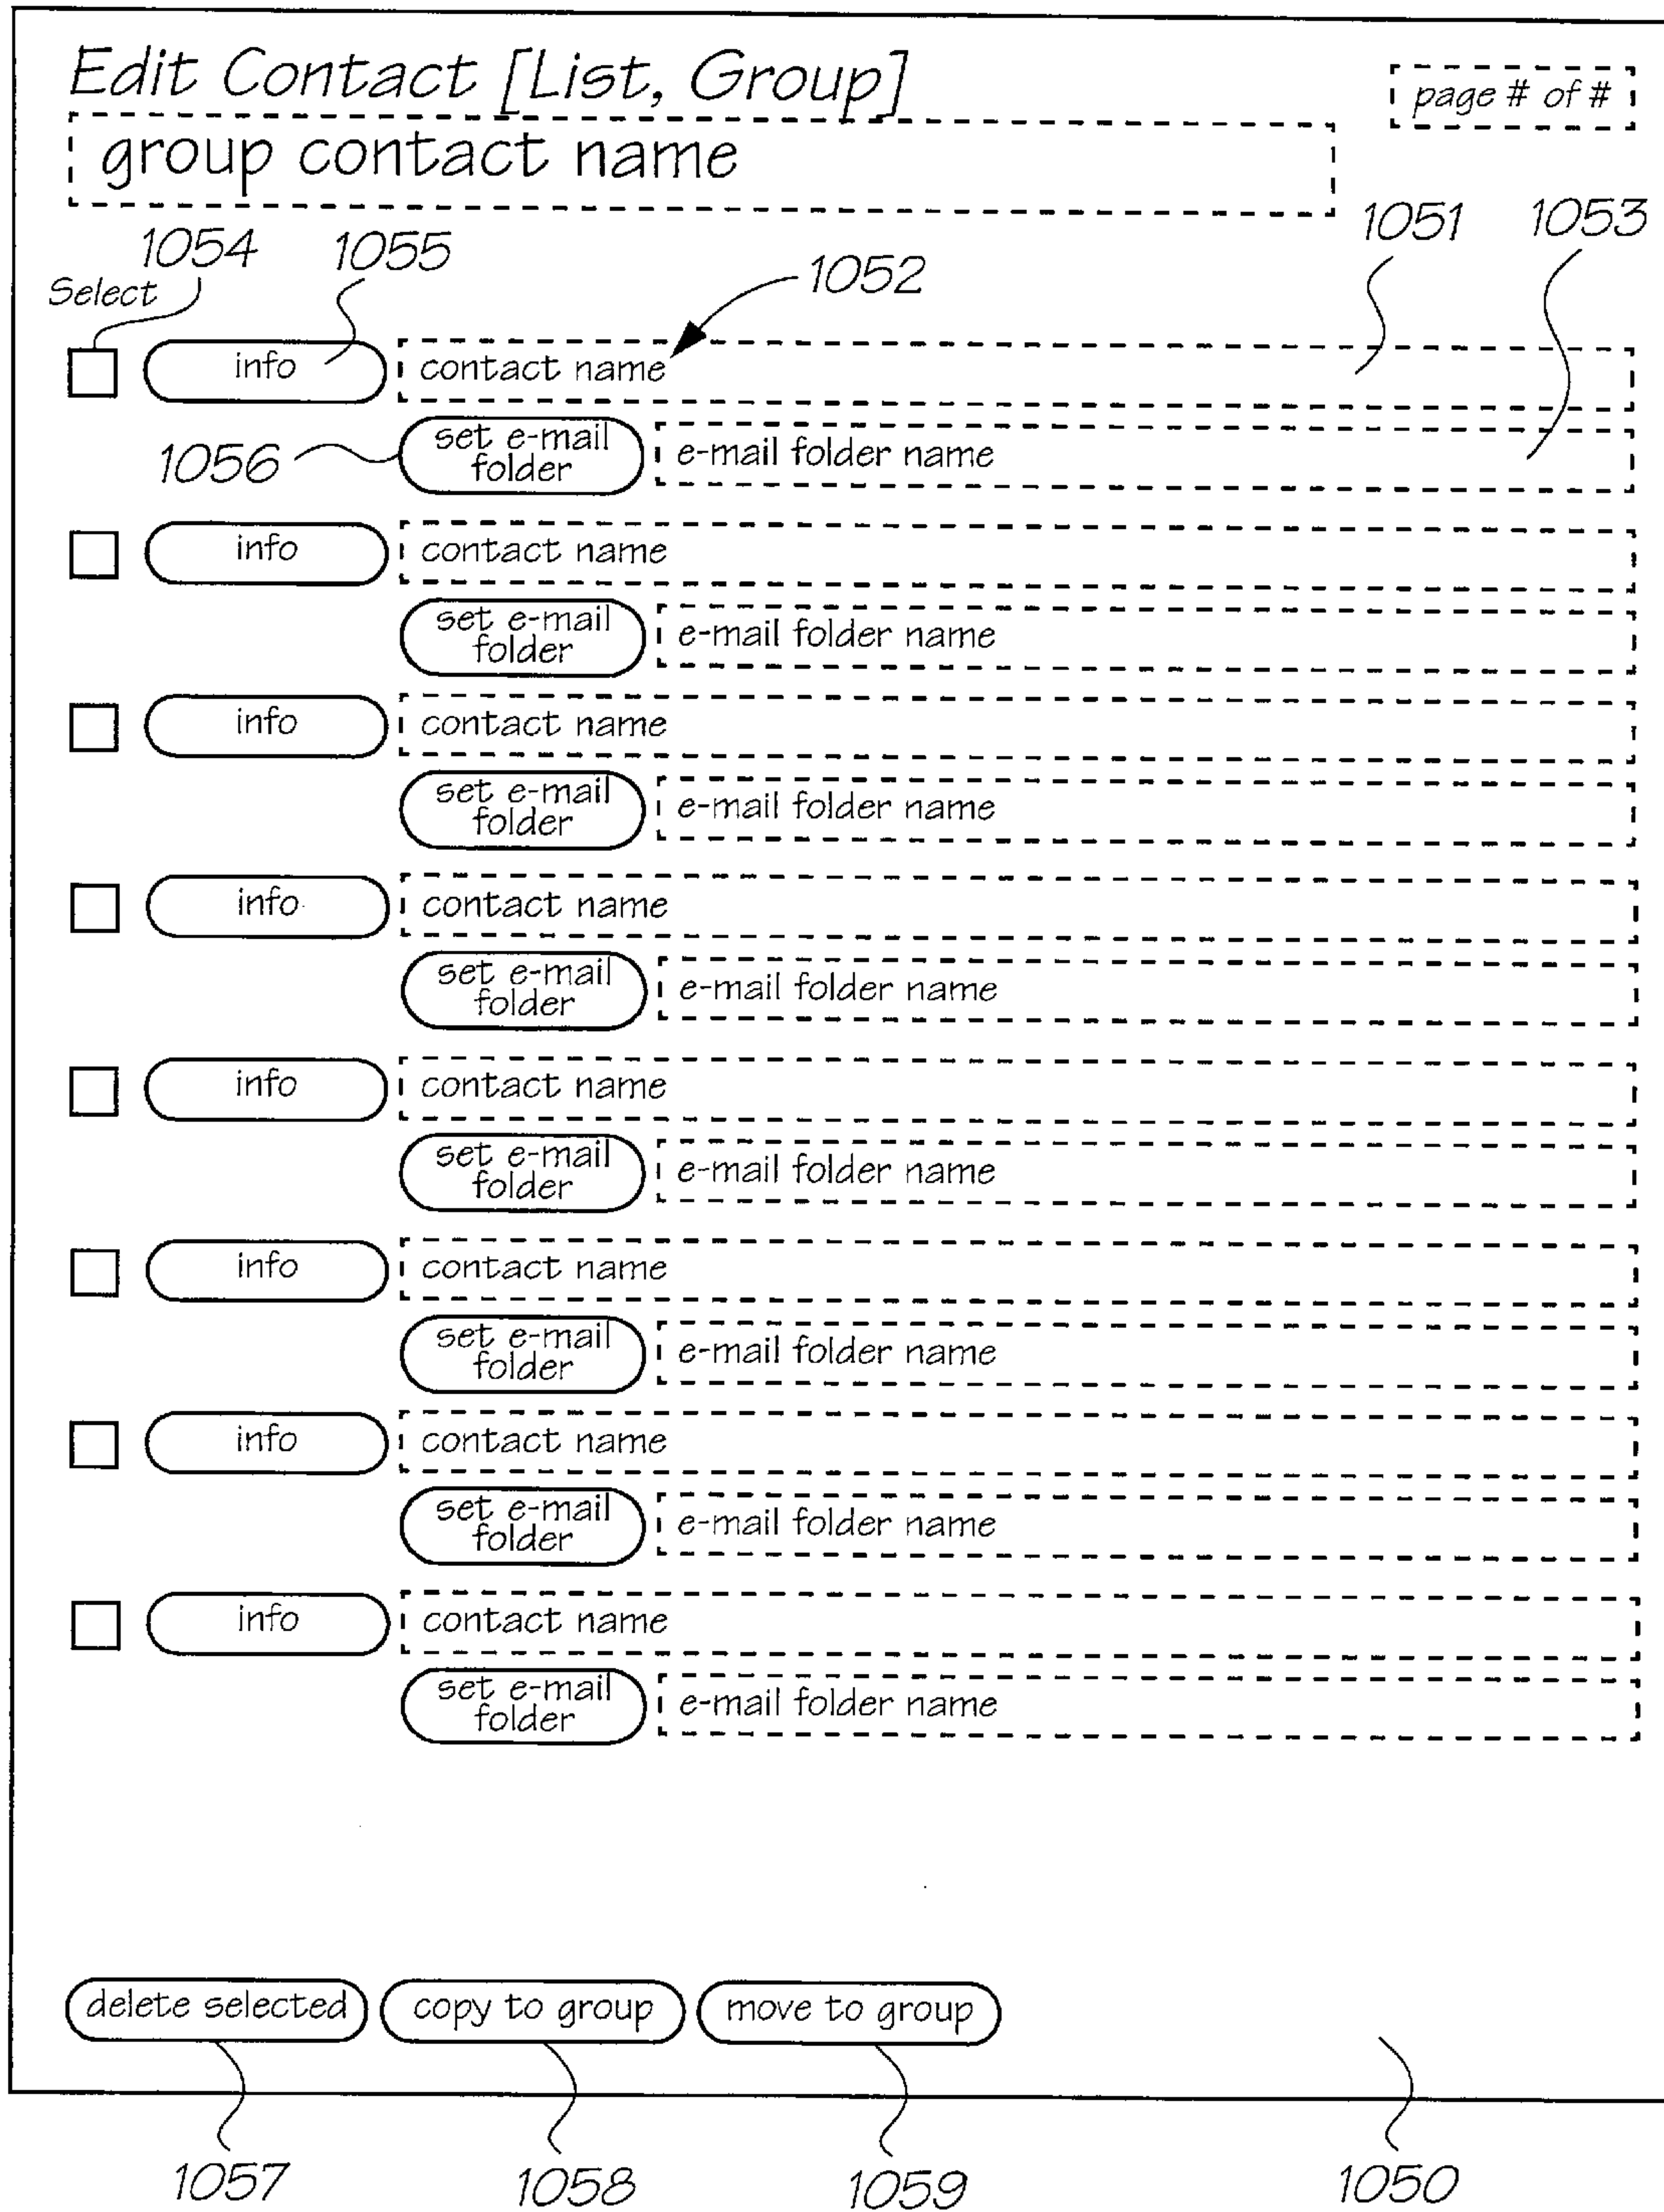 Edit Contact [List, Group]
page # of #
group contact name
1051 1053
1054 1055 1052
Select
info contact name
1056 set e-mail folder e-mail folder name
info contact name
set e-mail folder e-mail folder name
info contact name
set e-mail folder e-mail folder name
info contact name
set e-mail folder e-mail folder name
info contact name
set e-mail folder e-mail folder name
info contact name
set e-mail folder e-mail folder name
info contact name
set e-mail folder e-mail folder name
info contact name
set e-mail folder e-mail folder name
delete selected copy to group move to group
1057 1058 1059 1050